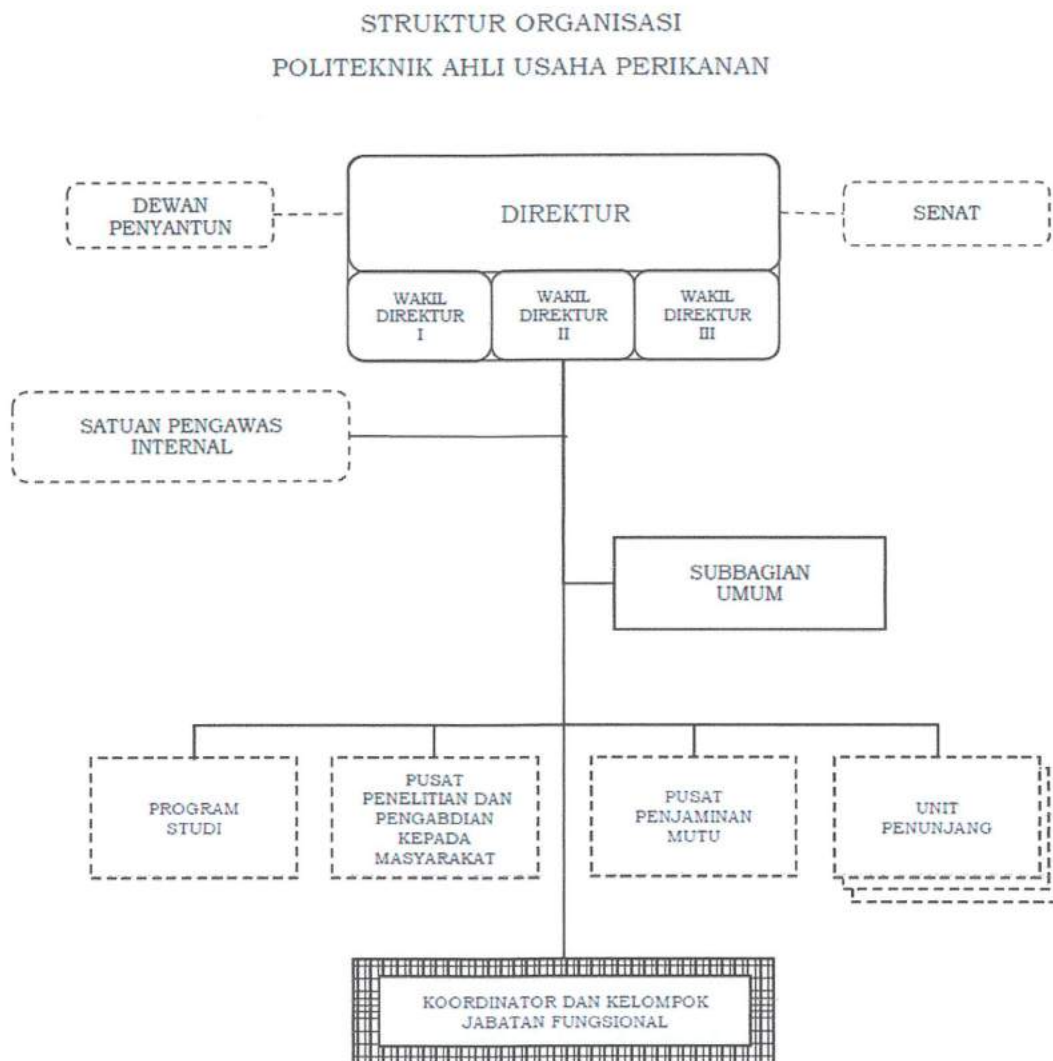 STRUKTUR ORGANISASI
POLITEKNIK AHLI USAHA PERIKANAN
DEWAN
PENYANTUN
DIREKTUR
SENAT
WAKIL
DIREKTUR
I
WAKIL
DIREKTUR
II
WAKIL
DIREKTUR
III
SATUAN PENGAWAS
INTERNAL
SUBBAGIAN
UMUM
PROGRAM
STUDI
PUSAT
PENELITIAN DAN
PENGABDIAN
KEPADA
MASYARAKAT
PUSAT
PENJAMINAN
MUTU
UNIT
PENUNJANG
KOORDINATOR DAN KELOMPOK
JABATAN FUNGSIONAL